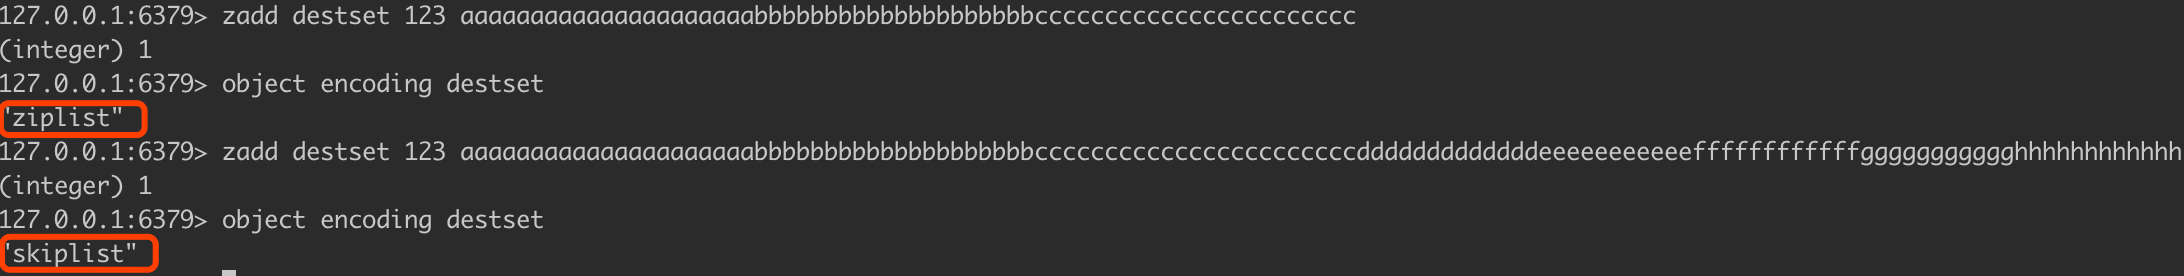 127.0.0.1:6379> zadd destset 123 aaaaaaaaaaaaaaaaaaaaabbbbbbbbbbbbbbbbbbbbccccccccccccccccccccccc
(integer) 1
127.0.0.1:6379> object encoding destset
"ziplist"
127.0.0.1:6379> zadd destset 123 aaaaaaaaaaaaaaaaaaaaabbbbbbbbbbbbbbbbbbbbcccccccccccccccccccccccdddddddddddddeeeeeeeeeeeffffffffffffggggggggggghhhhhhhhhhhh
(integer) 1
127.0.0.1:6379> object encoding destset
"skiplist"